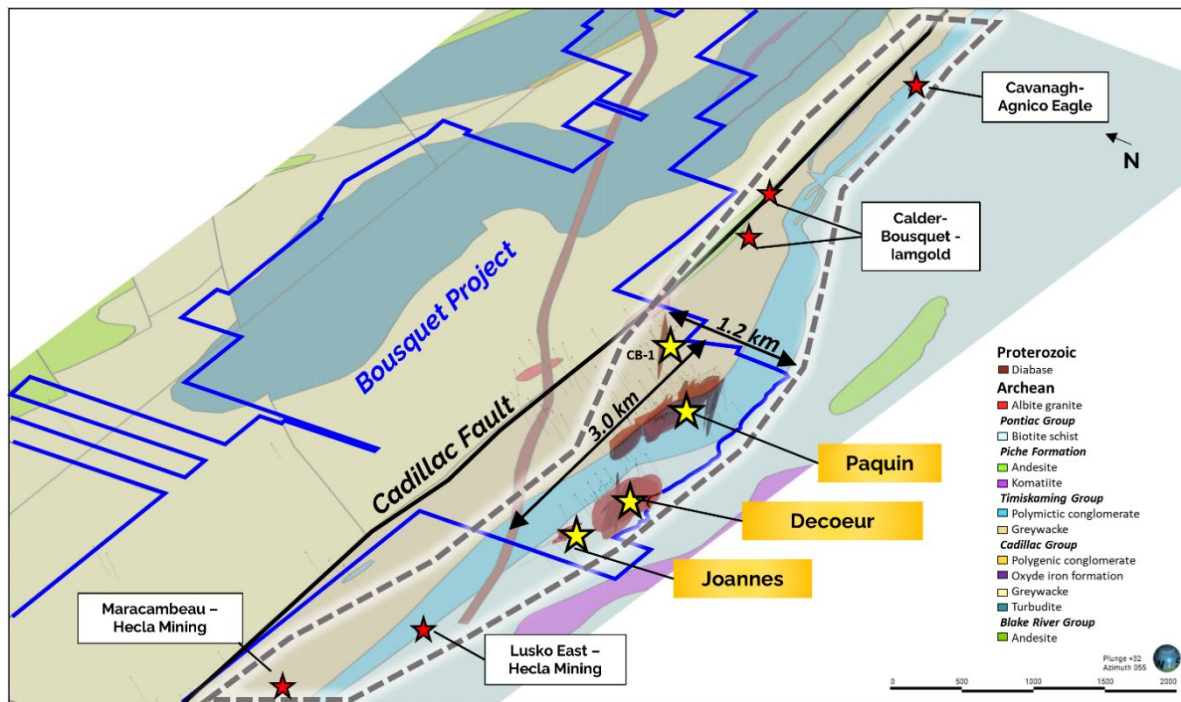 Cavanagh-
Agnico Eagle
N
Calder-
Bousquet -
Iamgold
Bousquet Project
1.2 km
CB-1
3.0 km
Cadillac Fault
Paquin
Decoeur
Joannes
Maracambeau –
Hecla Mining
Lusko East –
Hecla Mining
Proterozoic
Diabase
Archean
Albite granite
Pontiac Group
Biotite schist
Piche Formation
Andesite
Komatiite
Timiskaming Group
Polymictic conglomerate
Greywacke
Cadillac Group
Polygenic conglomerate
Oxyde iron formation
Greywacke
Turbudite
Blake River Group
Andesite
Plunge +32
Azimuth 055
0 500 1000 1500 2000